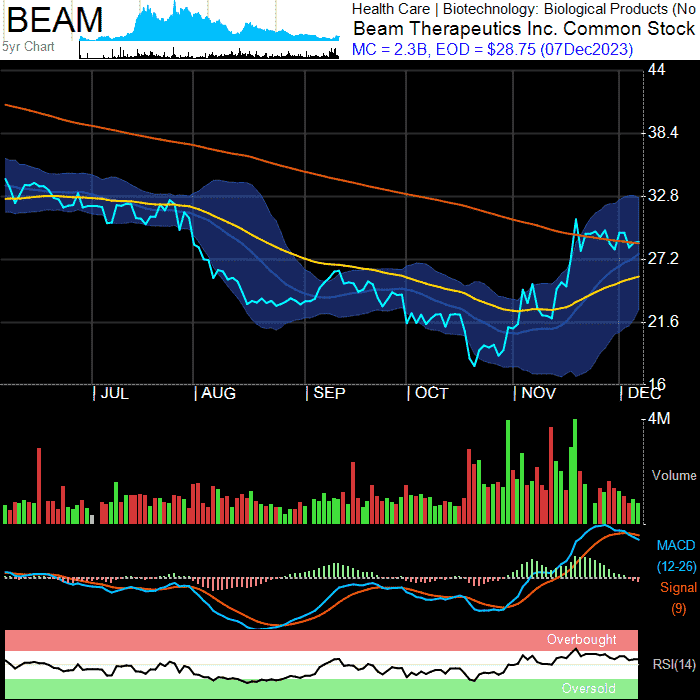 BEAM
5yr Chart
Health Care | Biotechnology: Biological Products (No
Beam Therapeutics Inc. Common Stock
MC = 2.3B, EOD = $28.75 (07Dec2023)
44
38.4
32.8
27.2
21.6
16
JUL AUG SEP OCT NOV DEC
4M
Volume
MACD
(12-26)
Signal
(9)
Overbought
RSI(14)
Oversold